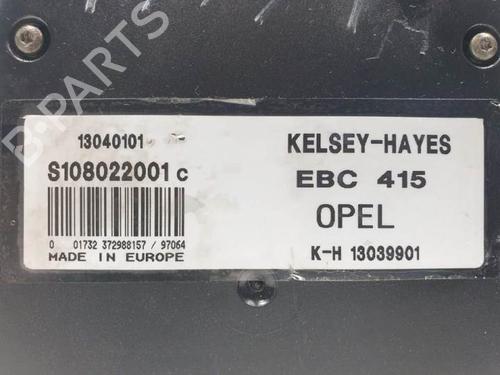 B-PARTS
13040101
S108022001 C
0 01732 372988157 / 97064
MADE IN EUROPE
KELSEY-HAYES
EBC 415
OPEL
K-H 13039901